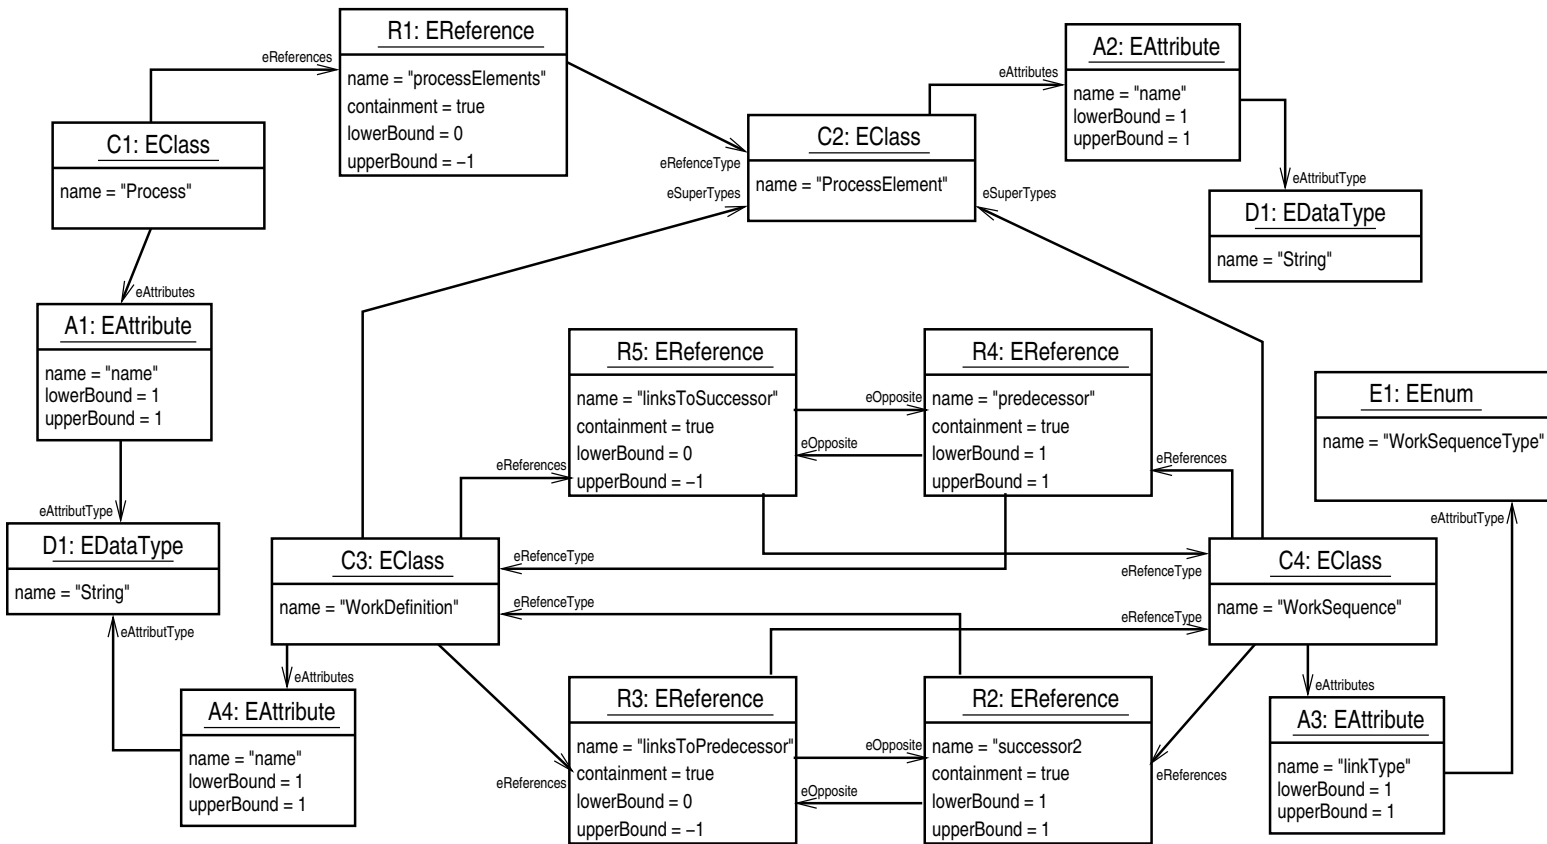 R1: EReference
name = "processElements"
containment = true
lowerBound = 0
upperBound = −1
eReferences
A2: EAttribute
name = "name"
lowerBound = 1
upperBound = 1
eAttributes
C1: EClass
name = "Process"
C2: EClass
name = "ProcessElement"
eRefenceType
eSuperTypes
eSuperTypes
eAttributType
D1: EDataType
name = "String"
eAttributes
A1: EAttribute
name = "name"
lowerBound = 1
upperBound = 1
R5: EReference
name = "linksToSuccessor"
containment = true
lowerBound = 0
upperBound = −1
eOpposite
eOpposite
R4: EReference
name = "predecessor"
containment = true
lowerBound = 1
upperBound = 1
E1: EEnum
name = "WorkSequenceType"
eReferences
eReferences
eAttributType
eAttributType
D1: EDataType
name = "String"
C3: EClass
name = "WorkDefinition"
eRefenceType
eRefenceType
eRefenceType
eRefenceType
C4: EClass
name = "WorkSequence"
eAttributType
eAttributes
A4: EAttribute
name = "name"
lowerBound = 1
upperBound = 1
eReferences
R3: EReference
name = "linksToPredecessor"
containment = true
lowerBound = 0
upperBound = −1
eOpposite
eOpposite
R2: EReference
name = "successor2
containment = true
lowerBound = 1
upperBound = 1
eReferences
eAttributes
A3: EAttribute
name = "linkType"
lowerBound = 1
upperBound = 1